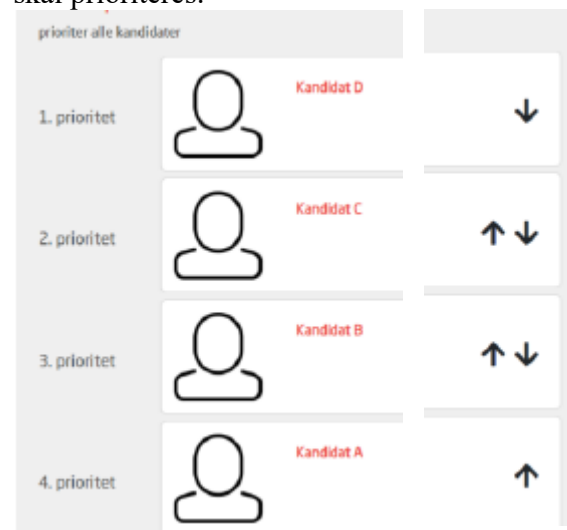 skal prioriteres.
prioriter alle kandidater
1. prioritet
Kandidat D
2. prioritet
Kandidat C
3. prioritet
Kandidat B
4. prioritet
Kandidat A